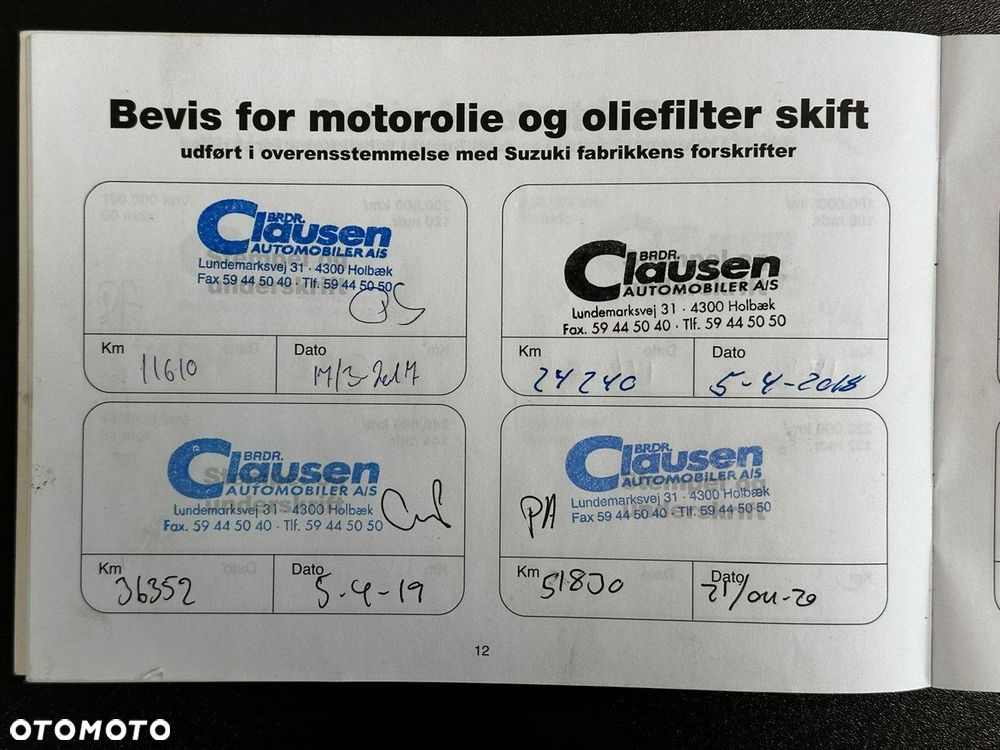 Bevis for motorolie og oliefilter skift
udført i overensstemmelse med Suzuki fabrikkens forskrifter
BRDR.
Clausen
AUTOMOBILER A/S
Lundemarksvej 31 · 4300 Holbæk
Fax 59 44 50 40 · Tlf. 59 44 50 50
Km
11610
Dato
17/3-2017
BRDR.
Clausen
AUTOMOBILER A/S
Lundemarksvej 31 · 4300 Holbæk
Fax. 59 44 50 40 · Tlf. 59 44 50 50
Km
24240
Dato
5-4-2018
BRDR.
Clausen
AUTOMOBILER A/S
Lundemarksvej 31 · 4300 Holbæk
Fax. 59 44 50 40 · Tlf. 59 44 50 50
Km
36352
Dato
5-4-19
BRDR.
Clausen
AUTOMOBILER A/S
Lundemarksvej 31 · 4300 Holbæk
Fax 59 44 50 40 · Tlf. 59 44 50 50
PA
Km
51830
Dato
21/04-20
12
OTOMOTO